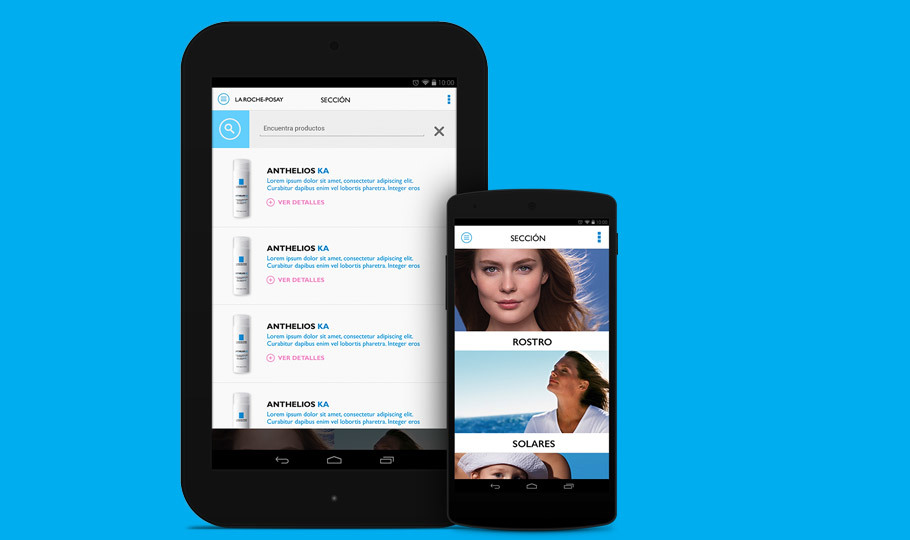 10:00
LA ROCHE-POSAY SECCIÓN
Encuentra productos
ANTHELIOS KA
Lorem ipsum dolor sit amet, consectetur adipiscing elit.
Curabitur dapibus enim vel lobortis pharetra. Integer eros
VER DETALLES
ANTHELIOS KA
Lorem ipsum dolor sit amet, consectetur adipiscing elit.
Curabitur dapibus enim vel lobortis pharetra. Integer eros
VER DETALLES
ANTHELIOS KA
Lorem ipsum dolor sit amet, consectetur adipiscing elit.
Curabitur dapibus enim vel lobortis pharetra. Integer eros
VER DETALLES
ANTHELIOS KA
Lorem ipsum dolor sit amet, consectetur adipiscing elit.
Curabitur dapibus enim vel lobortis pharetra. Integer eros
10:00
SECCIÓN
ROSTRO
SOLARES